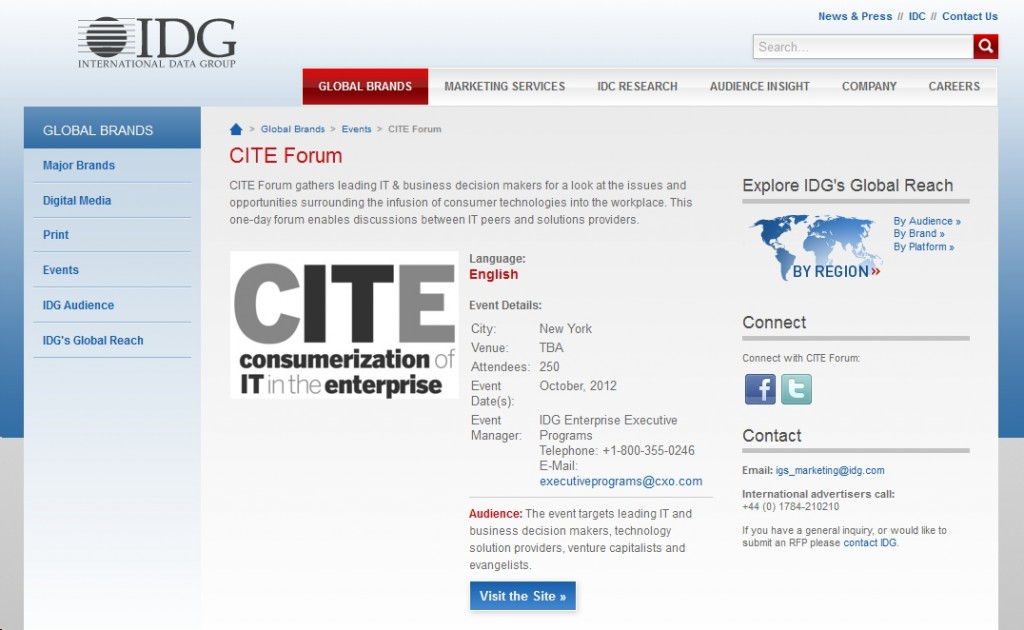 News & Press // IDC // Contact Us
IDG
INTERNATIONAL DATA GROUP
Search...
GLOBAL BRANDS MARKETING SERVICES IDC RESEARCH AUDIENCE INSIGHT COMPANY CAREERS
GLOBAL BRANDS
Major Brands
Digital Media
Print
Events
IDG Audience
IDG's Global Reach
> Global Brands > Events > CITE Forum
CITE Forum
CITE Forum gathers leading IT & business decision makers for a look at the issues and
opportunities surrounding the infusion of consumer technologies into the workplace. This
one-day forum enables discussions between IT peers and solutions providers.
CITE
consumerization of
IT in the enterprise
Language:
English
Event Details:
City: New York
Venue: TBA
Attendees: 250
Event Date(s): October, 2012
Event Manager: IDG Enterprise Executive
Programs
Telephone: +1-800-355-0246
E-Mail:
executiveprograms@cxo.com
Audience: The event targets leading IT and
business decision makers, technology
solution providers, venture capitalists and
evangelists.
Visit the Site »
Explore IDG's Global Reach
BY REGION»
By Audience »
By Brand »
By Platform »
Connect
Connect with CITE Forum:
f t
Contact
Email: igs_marketing@idg.com
International advertisers call:
+44 (0) 1784-210210
If you have a general inquiry, or would like to
submit an RFP please contact IDG.